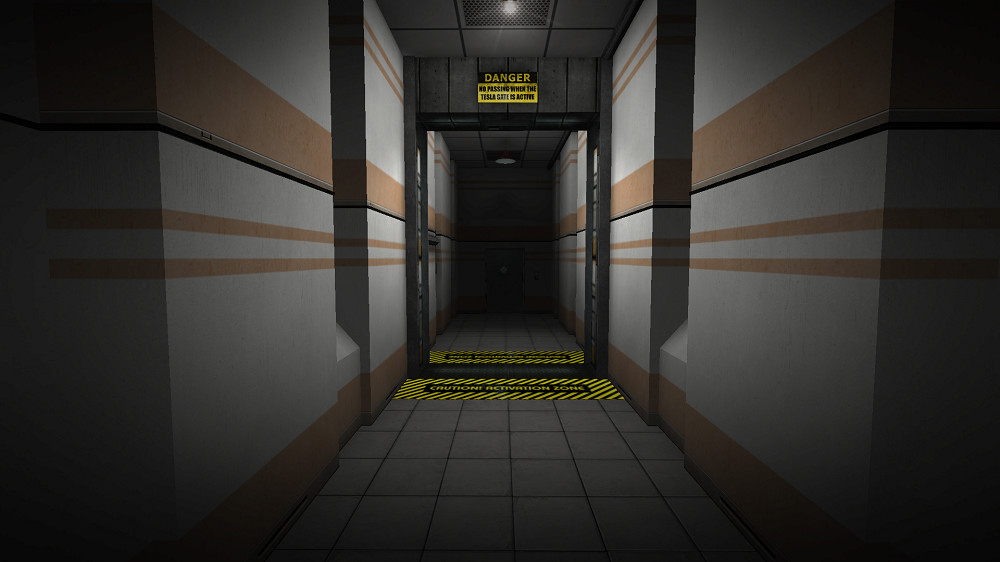 DANGER
NO PASSING WHEN THE
TESLA GATE IS ACTIVE
CAUTION! ACTIVATION ZONE